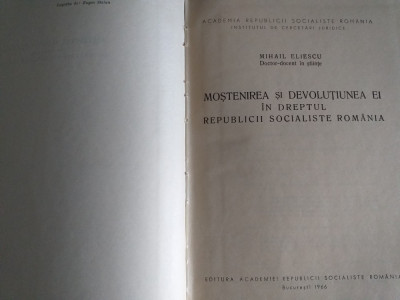 ACADEMIA REPUBLICII SOCIALISTE ROMÂNIA
INSTITUTUL DE CERCETĂRI JURIDICE
MIHAIL ELIESCU
Doctor-docent în științe
MOȘTENIREA ȘI DEVOLUȚIUNEA EI
ÎN DREPTUL
REPUBLICII SOCIALISTE ROMÂNIA
EDITURA ACADEMIEI REPUBLICII SOCIALISTE ROMÂNIA
București 1966